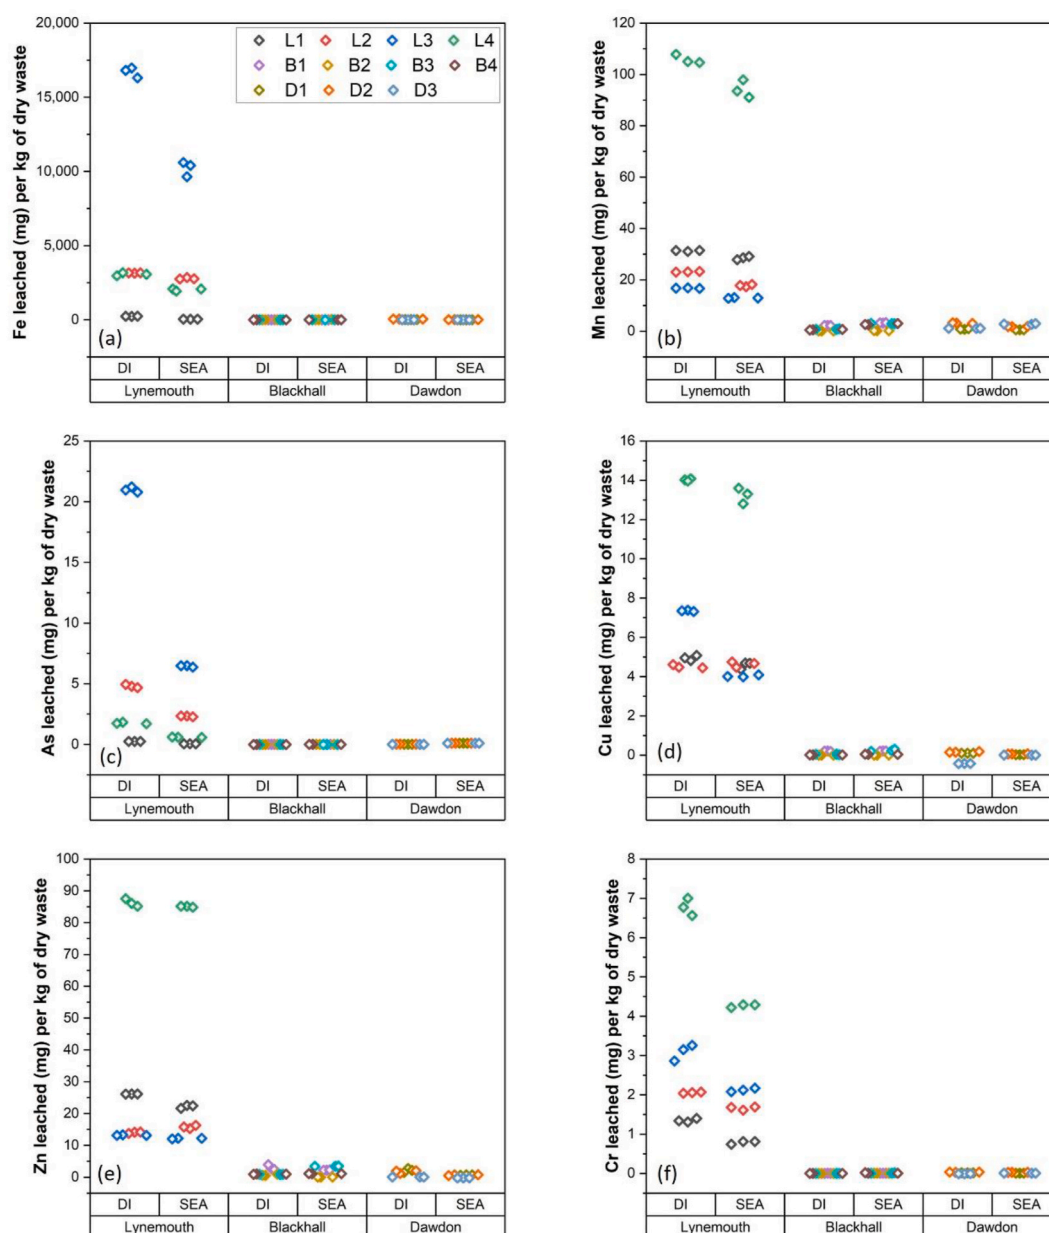 20,000
15,000
10,000
5,000
0
Fe leached (mg) per kg of dry waste
L1 L2 L3 L4
B1 B2 B3 B4
D1 D2 D3
(a)
DI SEA DI SEA DI SEA
Lynemouth Blackhall Dawdon
120
100
80
60
40
20
0
Mn leached (mg) per kg of dry waste
(b)
DI SEA DI SEA DI SEA
Lynemouth Blackhall Dawdon
25
20
15
10
5
0
As leached (mg) per kg of dry waste
(c)
DI SEA DI SEA DI SEA
Lynemouth Blackhall Dawdon
16
14
12
10
8
6
4
2
0
Cu leached (mg) per kg of dry waste
(d)
DI SEA DI SEA DI SEA
Lynemouth Blackhall Dawdon
100
90
80
70
60
50
40
30
20
10
0
Zn leached (mg) per kg of dry waste
(e)
DI SEA DI SEA DI SEA
Lynemouth Blackhall Dawdon
8
7
6
5
4
3
2
1
0
Cr leached (mg) per kg of dry waste
(f)
DI SEA DI SEA DI SEA
Lynemouth Blackhall Dawdon